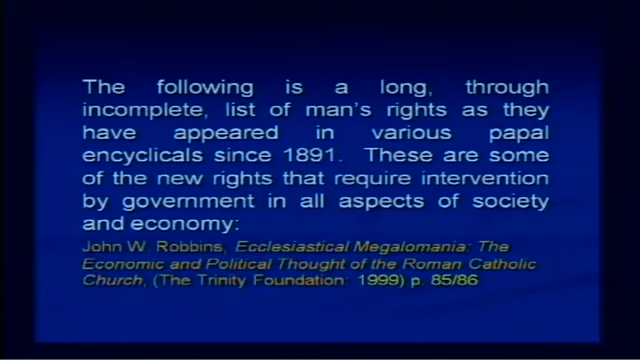 The following is a long, through
incomplete, list of man's rights as they
have appeared in various papal
encyclicals since 1891. These are some
of the new rights that require intervention
by government in all aspects of society
and economy:
John W. Robbins, Ecclesiastical Megalomania: The
Economic and Political Thought of the Roman Catholic
Church, (The Trinity Foundation: 1999) p. 85/86